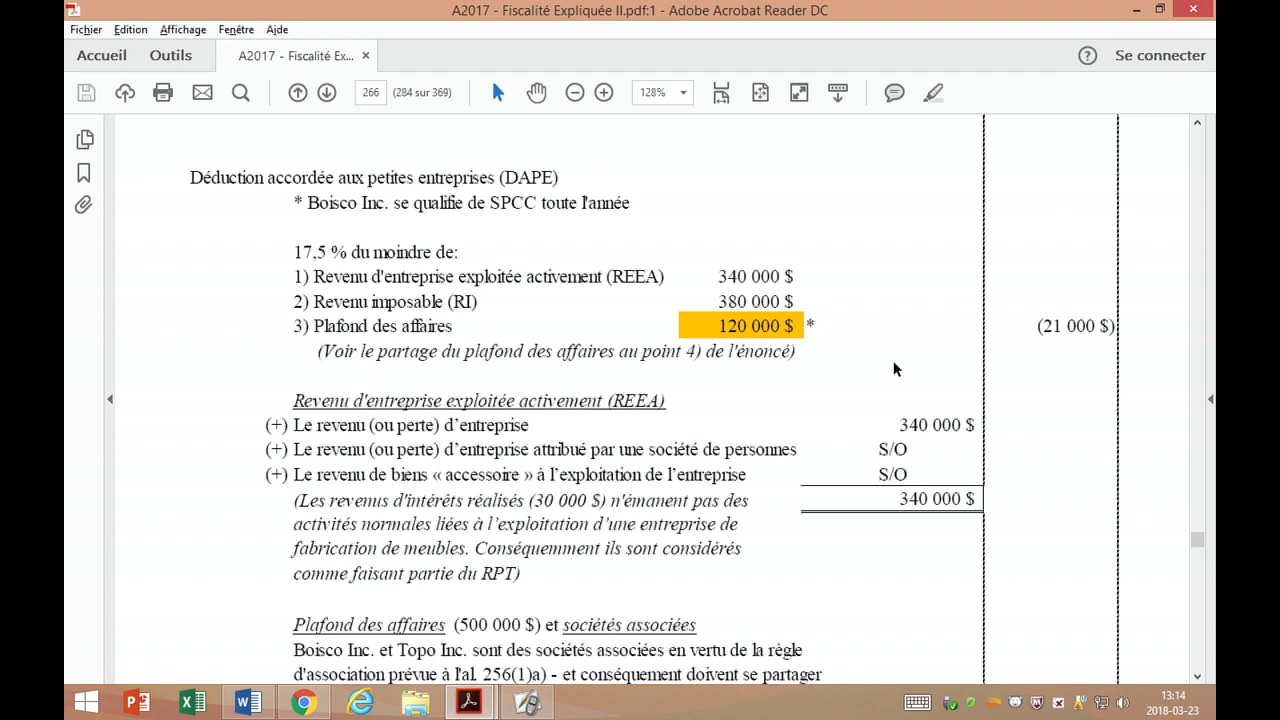 A2017 - Fiscalité Expliquée II.pdf:1 - Adobe Acrobat Reader DC
Fichier Edition Affichage Fenêtre Aide
Accueil Outils A2017 - Fiscalité Ex... × Se connecter
266 (284 sur 369) 128%
Déduction accordée aux petites entreprises (DAPE)
* Boisco Inc. se qualifie de SPCC toute l'année
17,5 % du moindre de:
1) Revenu d'entreprise exploitée activement (REEA) 340 000 $
2) Revenu imposable (RI) 380 000 $
3) Plafond des affaires 120 000 $ * (21 000 $)
(Voir le partage du plafond des affaires au point 4) de l'énoncé)
Revenu d'entreprise exploitée activement (REEA)
(+) Le revenu (ou perte) d'entreprise 340 000 $
(+) Le revenu (ou perte) d'entreprise attribué par une société de personnes S/O
(+) Le revenu de biens « accessoire » à l'exploitation de l'entreprise S/O
(Les revenus d'intérêts réalisés (30 000 $) n'émanent pas des 340 000 $
activités normales liées à l'exploitation d'une entreprise de
fabrication de meubles. Conséquemment ils sont considérés
comme faisant partie du RPT)
Plafond des affaires (500 000 $) et sociétés associées
Boisco Inc. et Topo Inc. sont des sociétés associées en vertu de la règle
d'association prévue à l'al. 256(1)a) - et conséquement doivent se partager
13:14
2018-03-23